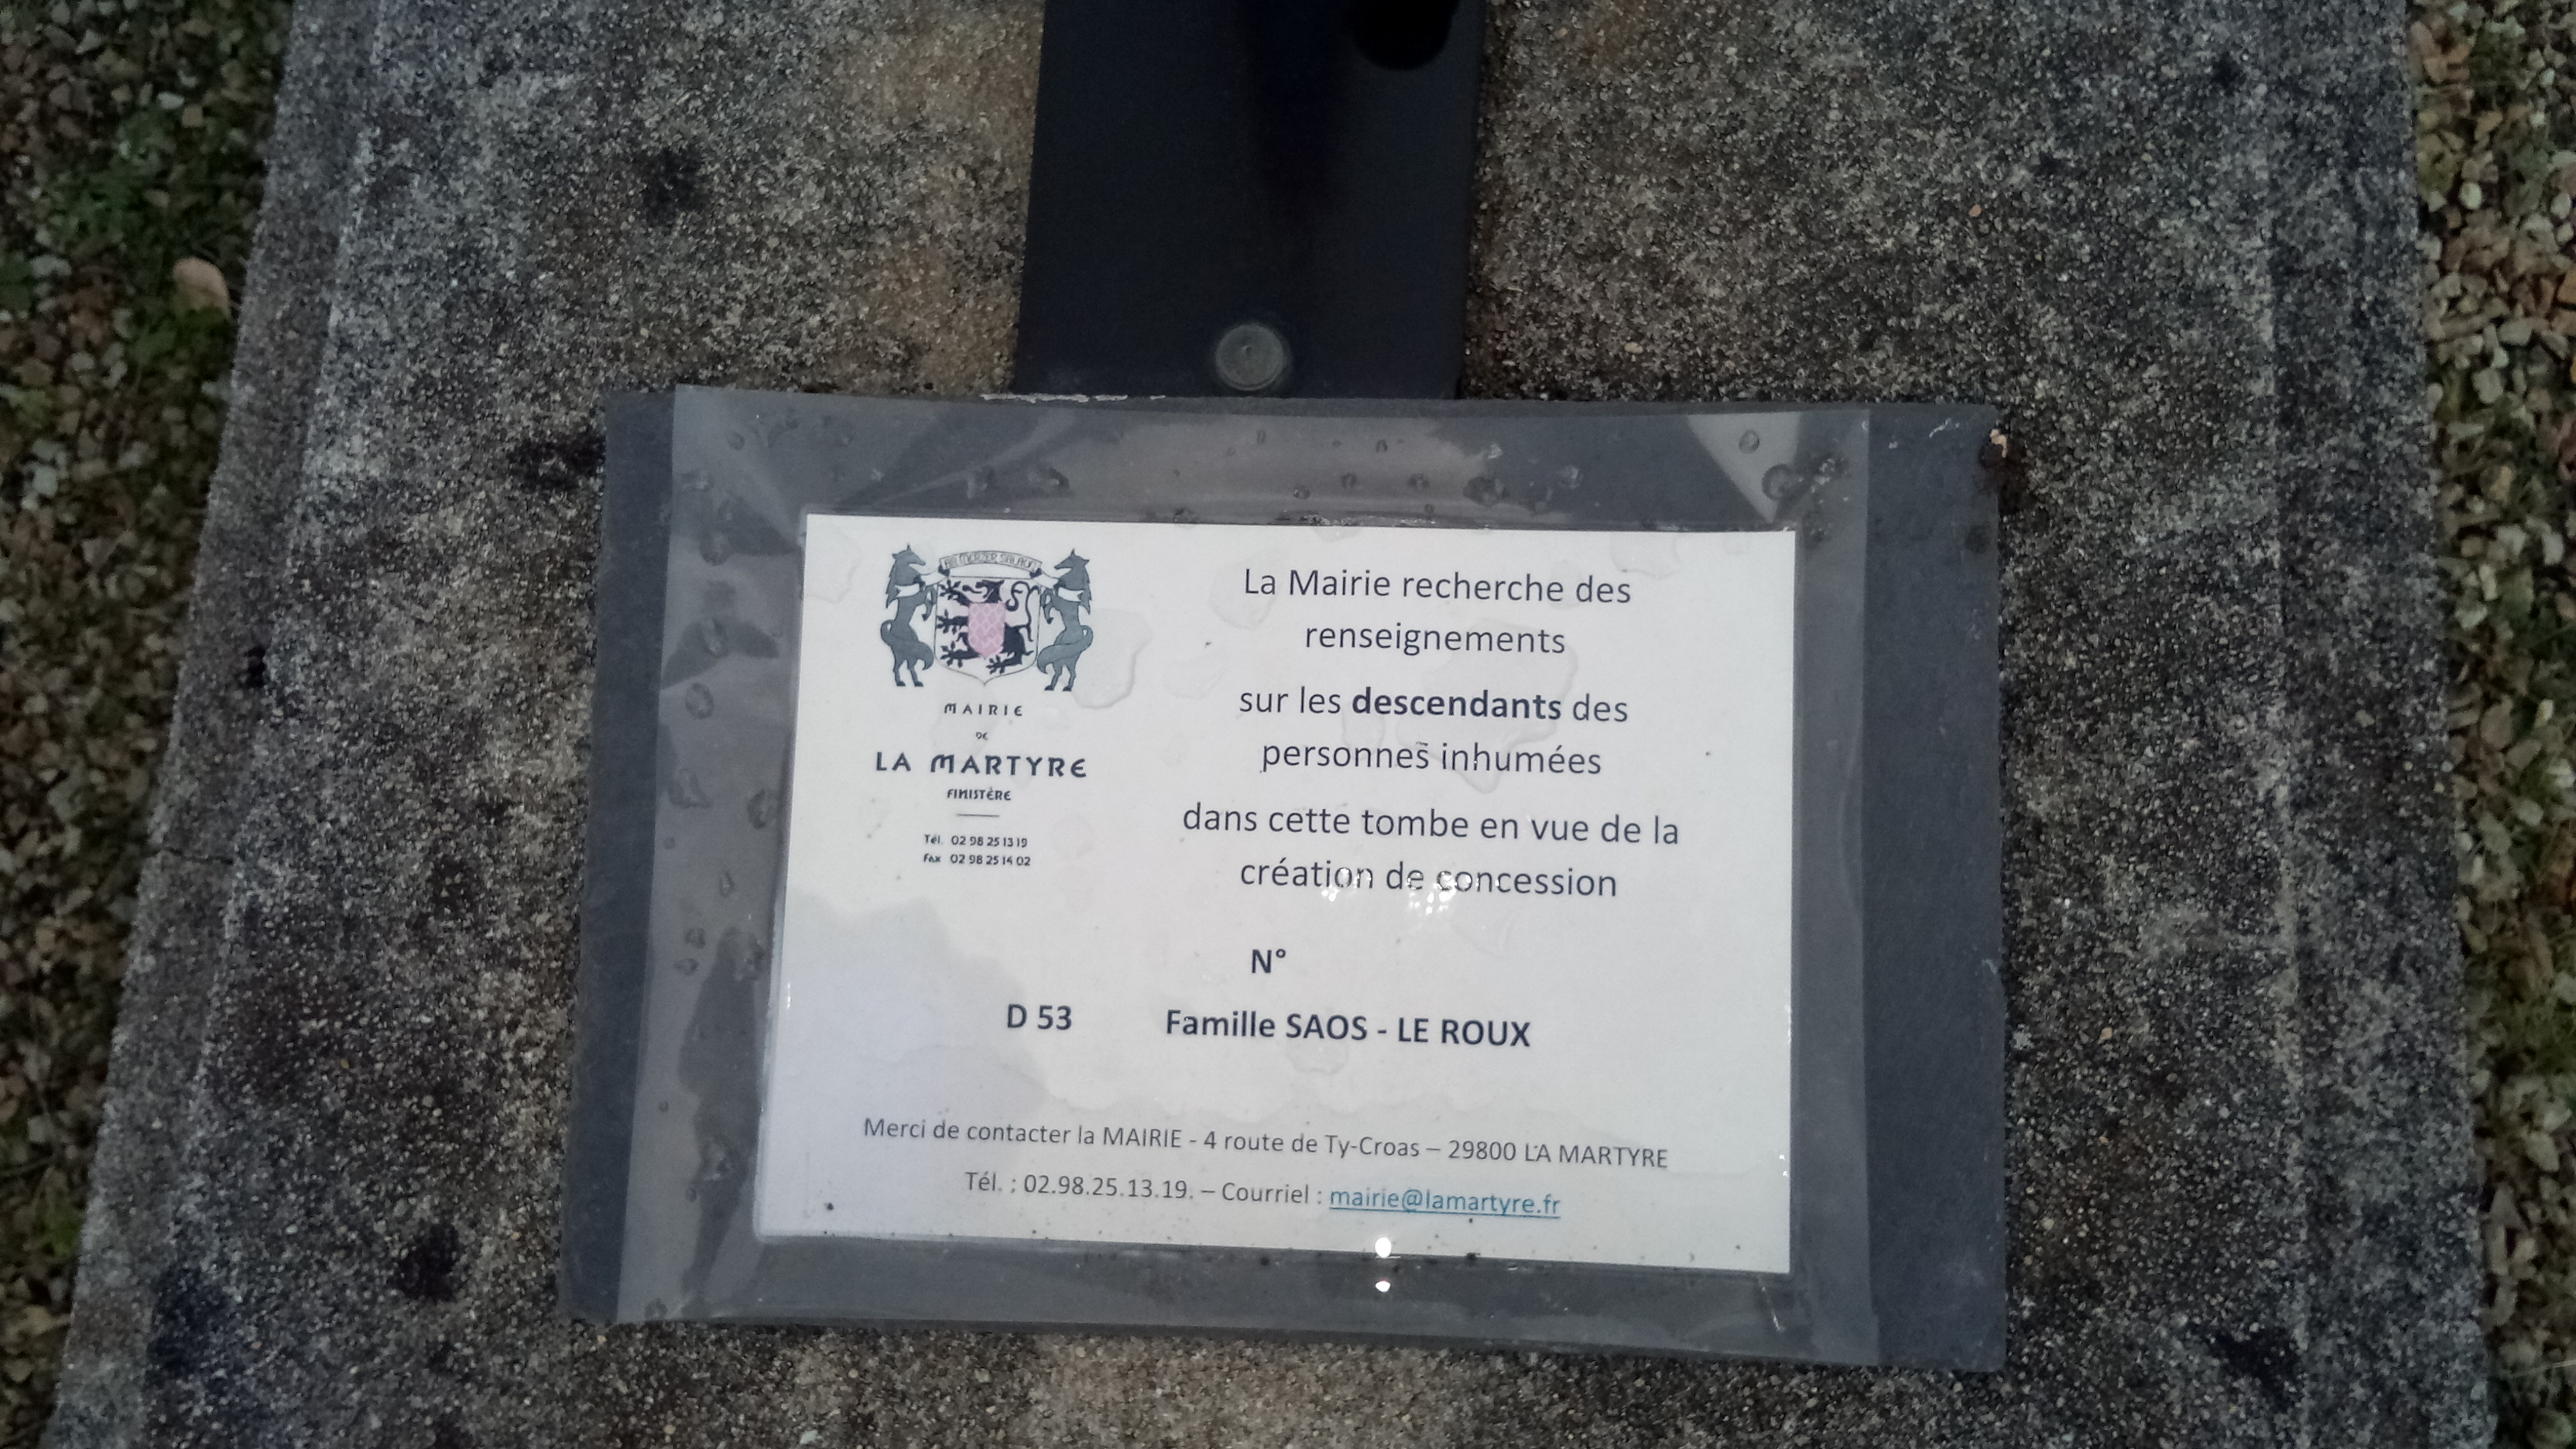 MAIRIE
DE
LA MARTYRE
FINISTÈRE
Tél. 02 98 25 13 19
Fax 02 98 25 14 02
La Mairie recherche des
renseignements
sur les descendants des
personnes inhumées
dans cette tombe en vue de la
création de concession
N°
D 53 Famille SAOS - LE ROUX
Merci de contacter la MAIRIE - 4 route de Ty-Croas – 29800 LA MARTYRE
Tél. : 02.98.25.13.19. – Courriel : mairie@lamartyre.fr